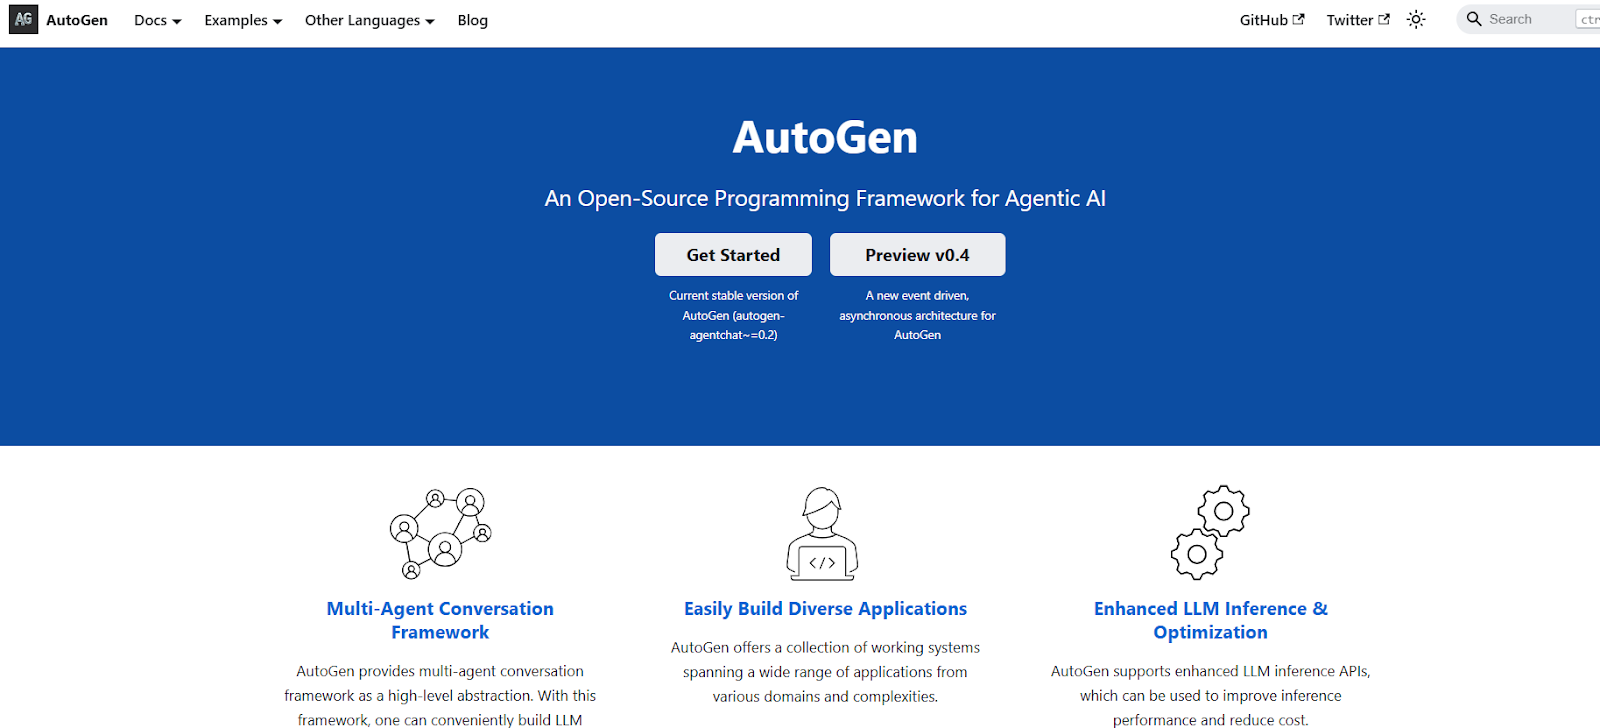 AG AutoGen Docs Examples Other Languages Blog GitHub Twitter Search ctr
AutoGen
An Open-Source Programming Framework for Agentic AI
Get Started Preview v0.4
Current stable version of
AutoGen (autogen-
agentchat~=0.2)
A new event driven,
asynchronous architecture for
AutoGen
</>
Multi-Agent Conversation
Framework
AutoGen provides multi-agent conversation
framework as a high-level abstraction. With this
framework, one can conveniently build LLM
Easily Build Diverse Applications
AutoGen offers a collection of working systems
spanning a wide range of applications from
various domains and complexities.
Enhanced LLM Inference &
Optimization
AutoGen supports enhanced LLM inference APIs,
which can be used to improve inference
performance and reduce cost.